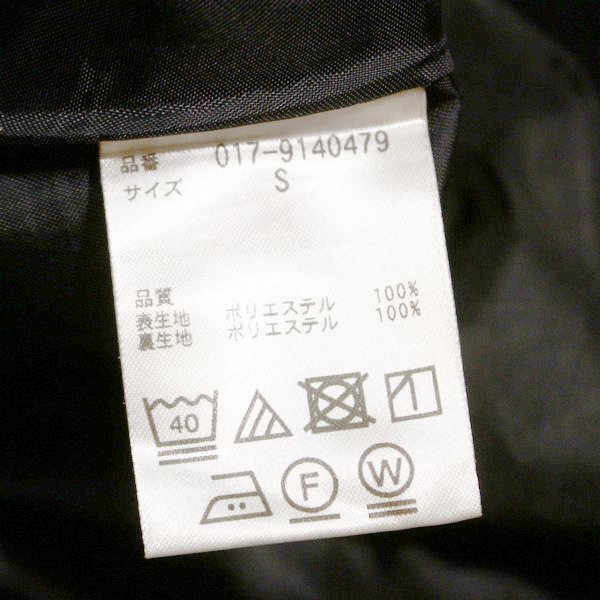 品番 017-9140479
サイズ S
品質
表生地 ポリエステル 100%
裏生地 ポリエステル 100%
40
F W